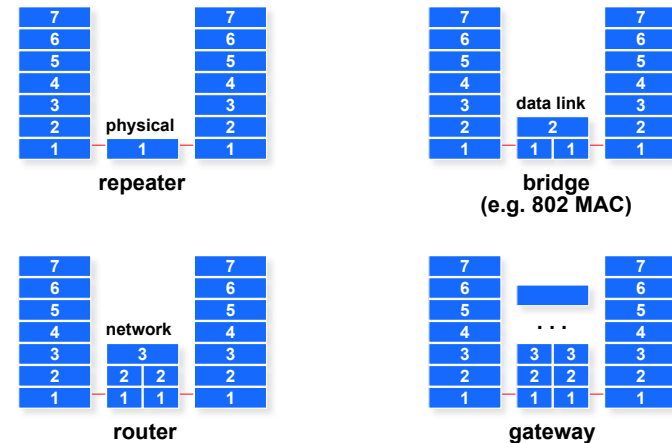 7 7
6 6
5 5
4 4
3 3
2 physical 2
1 1 1
repeater
7 7
6 6
5 5
4 4
3 data link 3
2 2 2
1 1 1 1
bridge
(e.g. 802 MAC)
7 7
6 6
5 5
4 network 4
3 3 3
2 2 2 2
1 1 1 1
router
7 7
6 6
5 5
4 . . . 4
3 3 3 3
2 2 2 2
1 1 1 1
gateway